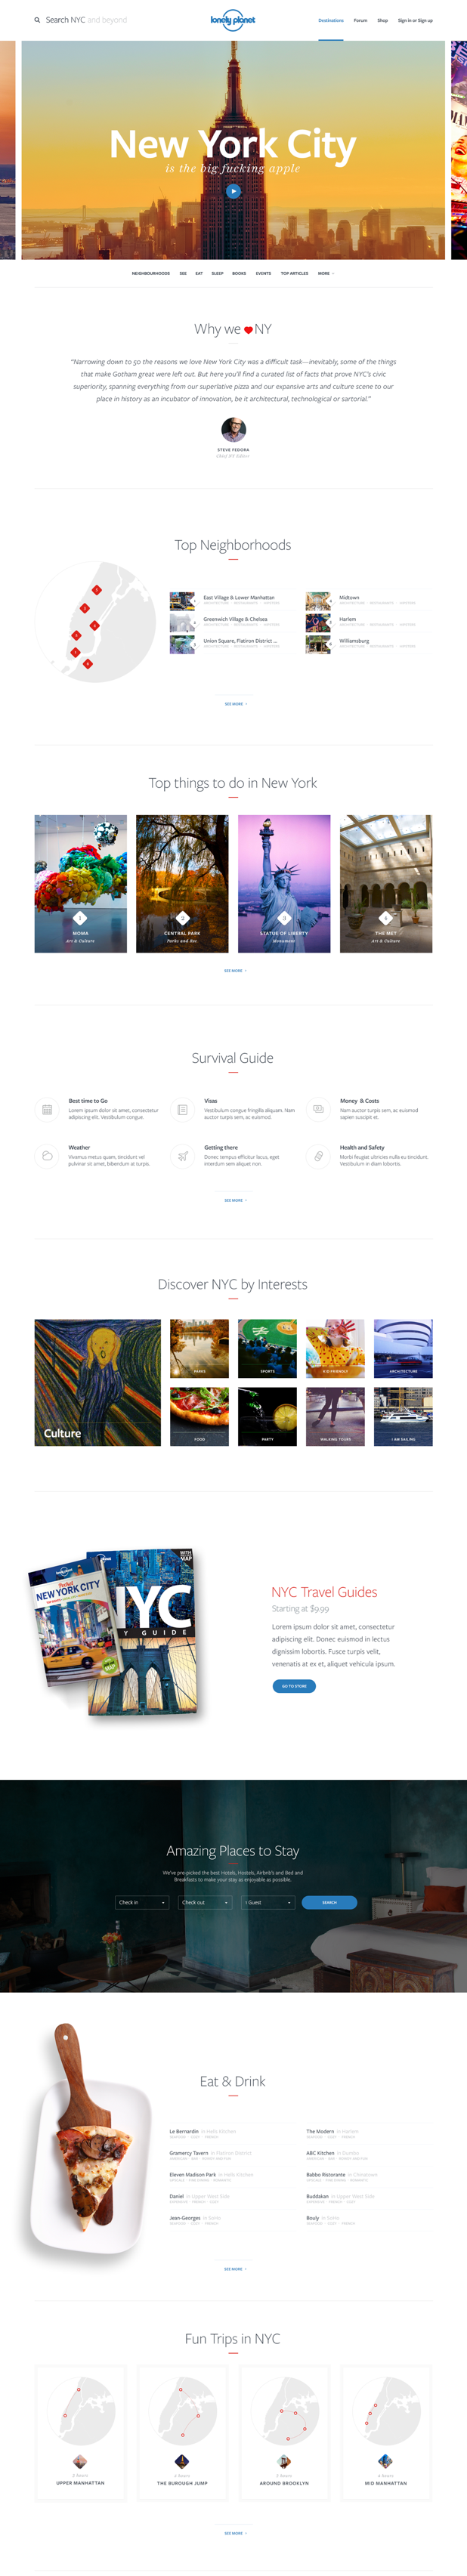 Search NYC and beyond
lonely planet
Destinations
Forum
Shop
Sign in or Sign up
New York City
is the big fucking apple
NEIGHBOURHOODS
SEE
EAT
SLEEP
BOOKS
EVENTS
TOP ARTICLES
MORE
Why we NY
“Narrowing down to 50 the reasons we love New York City was a difficult task—inevitably, some of the things
that make Gotham great were left out. But here you'll find a curated list of facts that prove NYC's civic
superiority, spanning everything from our superlative pizza and our expansive arts and culture scene to our
place in history as an incubator of innovation, be it architectural, technological or sartorial.”
STEVE FEDORA
Top Neighborhoods
East Village & Lower Manhattan
Midtown
Greenwich Village & Chelsea
Harlem
Union Square, Flatiron District ...
Williamsburg
SEE MORE
Top things to do in New York
1
2
3
4
MOMA
CENTRAL PARK
STATUE OF LIBERTY
THE MET
Art & Culture
Parks and Rec
Monument
Art & Culture
SEE MORE
Survival Guide
Best time to Go
Lorem ipsum dolor sit amet, consectetur
adipiscing elit. Vestibulum congue.
Visas
Vestibulum congue fringilla aliquam. Nam
auctor turpis sem, ac euismod.
Money & Costs
Nam auctor turpis sem, ac euismod
sapien suscipit et.
Weather
Vivamus metus quam, tincidunt vel
pulvinar sit amet, bibendum at turpis.
Getting there
Donec tempus efficitur lacus, eget
interdum sem aliquet non.
Health and Safety
Morbi feugiat ultricies nulla eu tincidunt.
Vestibulum in diam lobortis.
SEE MORE
Discover NYC by Interests
Culture
PARKS
SPORTS
KID FRIENDLY
ARCHITECTURE
FOOD
PARTY
WALKING TOURS
I AM SAILING
Pocket
NEW YORK CITY
WITH
MAP
NYC
CITY GUIDE
NYC Travel Guides
Starting at $9.99
Lorem ipsum dolor sit amet, consectetur
adipiscing elit. Donec euismod in lectus
dignissim lobortis. Fusce turpis velit,
venenatis at ex et, aliquet vehicula ipsum.
GO TO STORE
Amazing Places to Stay
We've pre-picked the best Hotels, Hostels, Airbnb's and Bed and
Breakfasts to make your stay as enjoyable as possible.
Check in
Check out
1 Guest
SEARCH
Eat & Drink
Le Bernardin in Hells Kitchen
The Modern in Harlem
Gramercy Tavern in Flatiron District
ABC Kitchen in Dumbo
Eleven Madison Park in Hells Kitchen
Babbo Ristorante in Chinatown
Daniel in Upper West Side
Buddakan in Upper West Side
Jean-Georges in SoHo
Bouly in SoHo
SEE MORE
Fun Trips in NYC
UPPER MANHATTAN
THE BUROUGH JUMP
AROUND BROOKLYN
MID MANHATTAN
SEE MORE